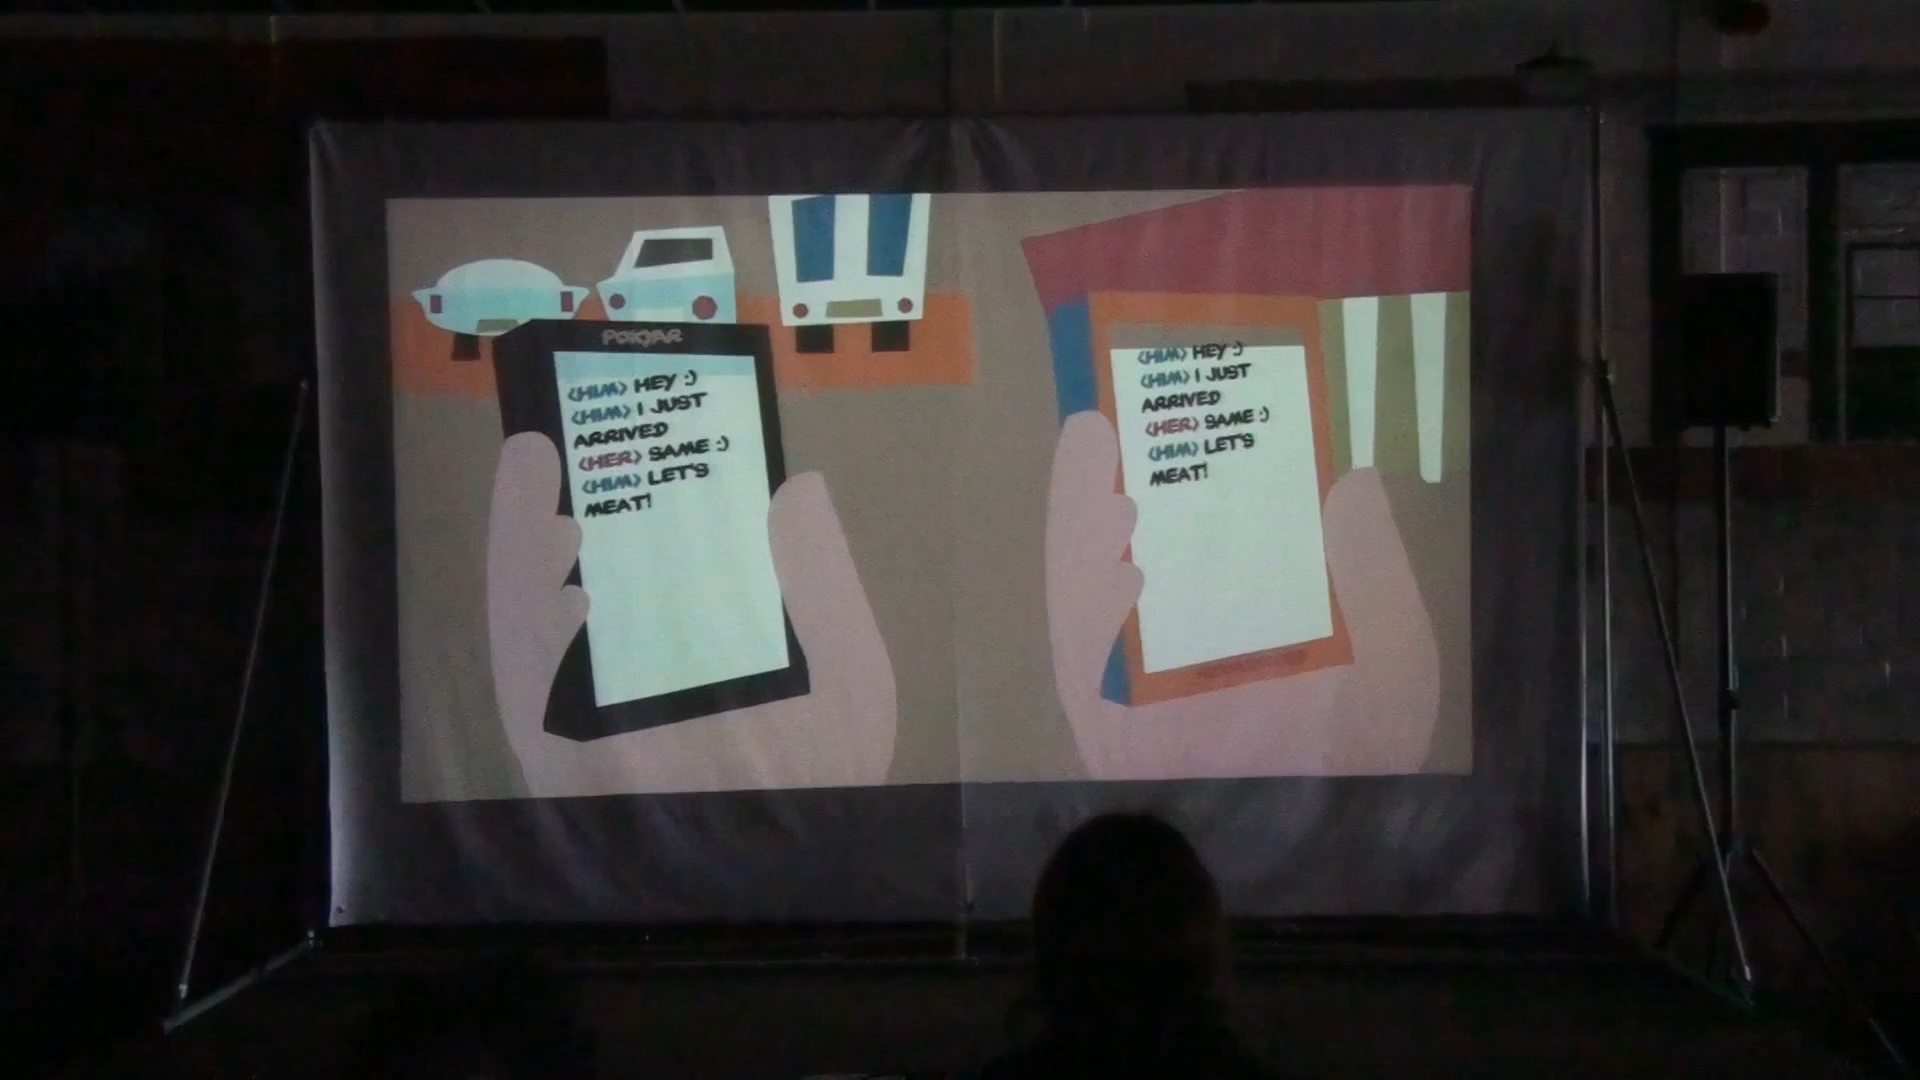 POKJAR
<HIM> HEY :)
<HIM> I JUST
ARRIVED
<HER> SAME :)
<HIM> LET'S
MEAT!
<HIM> HEY :)
<HIM> I JUST
ARRIVED
<HER> SAME :)
<HIM> LET'S
MEAT!